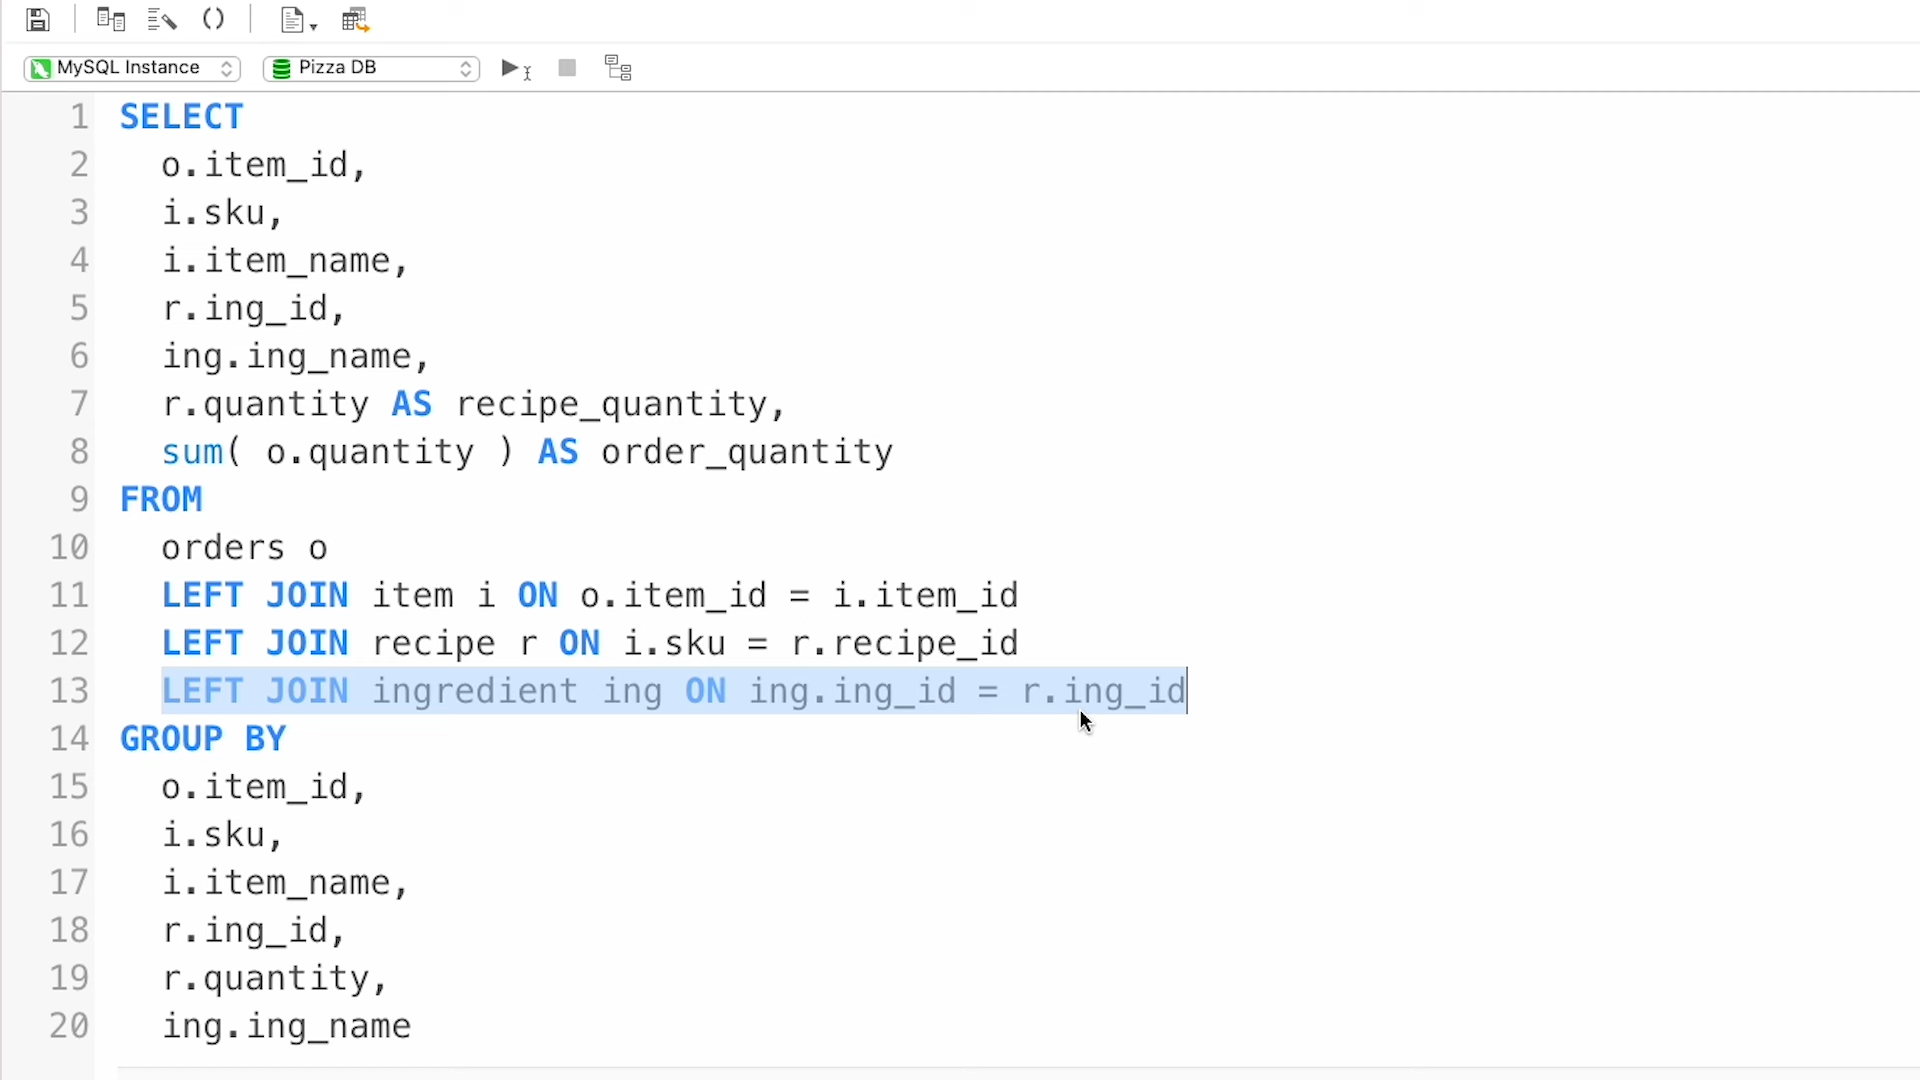 MySQL Instance Pizza DB
1 SELECT
2 o.item_id,
3 i.sku,
4 i.item_name,
5 r.ing_id,
6 ing.ing_name,
7 r.quantity AS recipe_quantity,
8 sum( o.quantity ) AS order_quantity
9 FROM
10 orders o
11 LEFT JOIN item i ON o.item_id = i.item_id
12 LEFT JOIN recipe r ON i.sku = r.recipe_id
13 LEFT JOIN ingredient ing ON ing.ing_id = r.ing_id
14 GROUP BY
15 o.item_id,
16 i.sku,
17 i.item_name,
18 r.ing_id,
19 r.quantity,
20 ing.ing_name